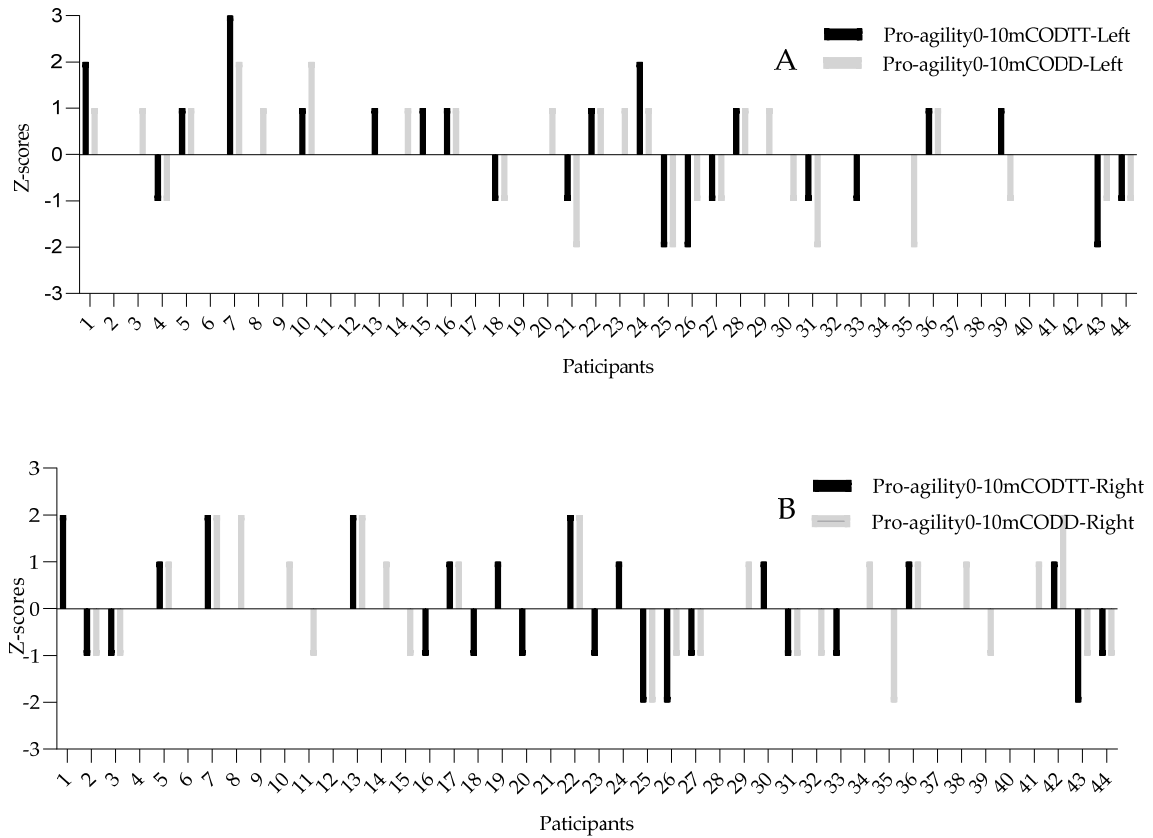 3
2
1
0
-1
-2
-3
Z-scores
A
Pro-agility0-10mCODTT-Left
Pro-agility0-10mCODD-Left
1 2 3 4 5 6 7 8 9 10 11 12 13 14 15 16 17 18 19 20 21 22 23 24 25 26 27 28 29 30 31 32 33 34 35 36 37 38 39 40 41 42 43 44
Paticipants
3
2
1
0
-1
-2
-3
Z-scores
B
Pro-agility0-10mCODTT-Right
Pro-agility0-10mCODD-Right
1 2 3 4 5 6 7 8 9 10 11 12 13 14 15 16 17 18 19 20 21 22 23 24 25 26 27 28 29 30 31 32 33 34 35 36 37 38 39 40 41 42 43 44
Paticipants